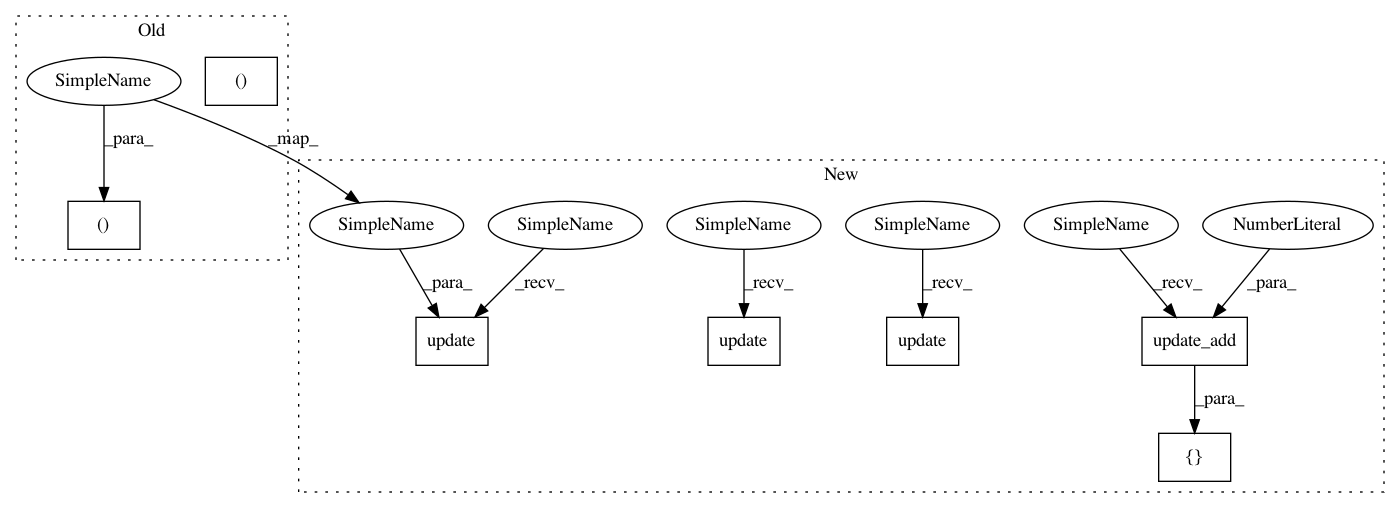 Old
SimpleName
()
_para_
_map_
()
New
SimpleName
SimpleName
SimpleName
SimpleName
SimpleName
NumberLiteral
_para_
_recv_
_recv_
_recv_
_recv_
_para_
update
update
update
update_add
_para_
{}